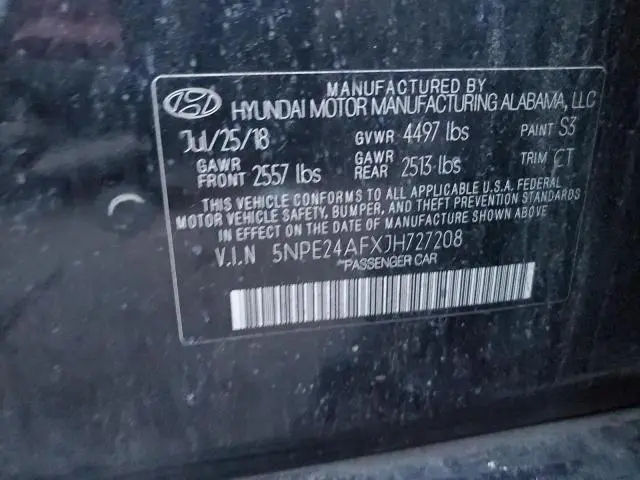 MANUFACTURED BY
HYUNDAI MOTOR MANUFACTURING ALABAMA, LLC
Jul/25/18 GVWR 4497 lbs PAINT S3
GAWR FRONT 2557 lbs GAWR REAR 2513 lbs TRIM CT
THIS VEHICLE CONFORMS TO ALL APPLICABLE U.S.A. FEDERAL
MOTOR VEHICLE SAFETY, BUMPER, AND THEFT PREVENTION STANDARDS
IN EFFECT ON THE DATE OF MANUFACTURE SHOWN ABOVE
V.I.N 5NPE24AFXJH727208
PASSENGER CAR